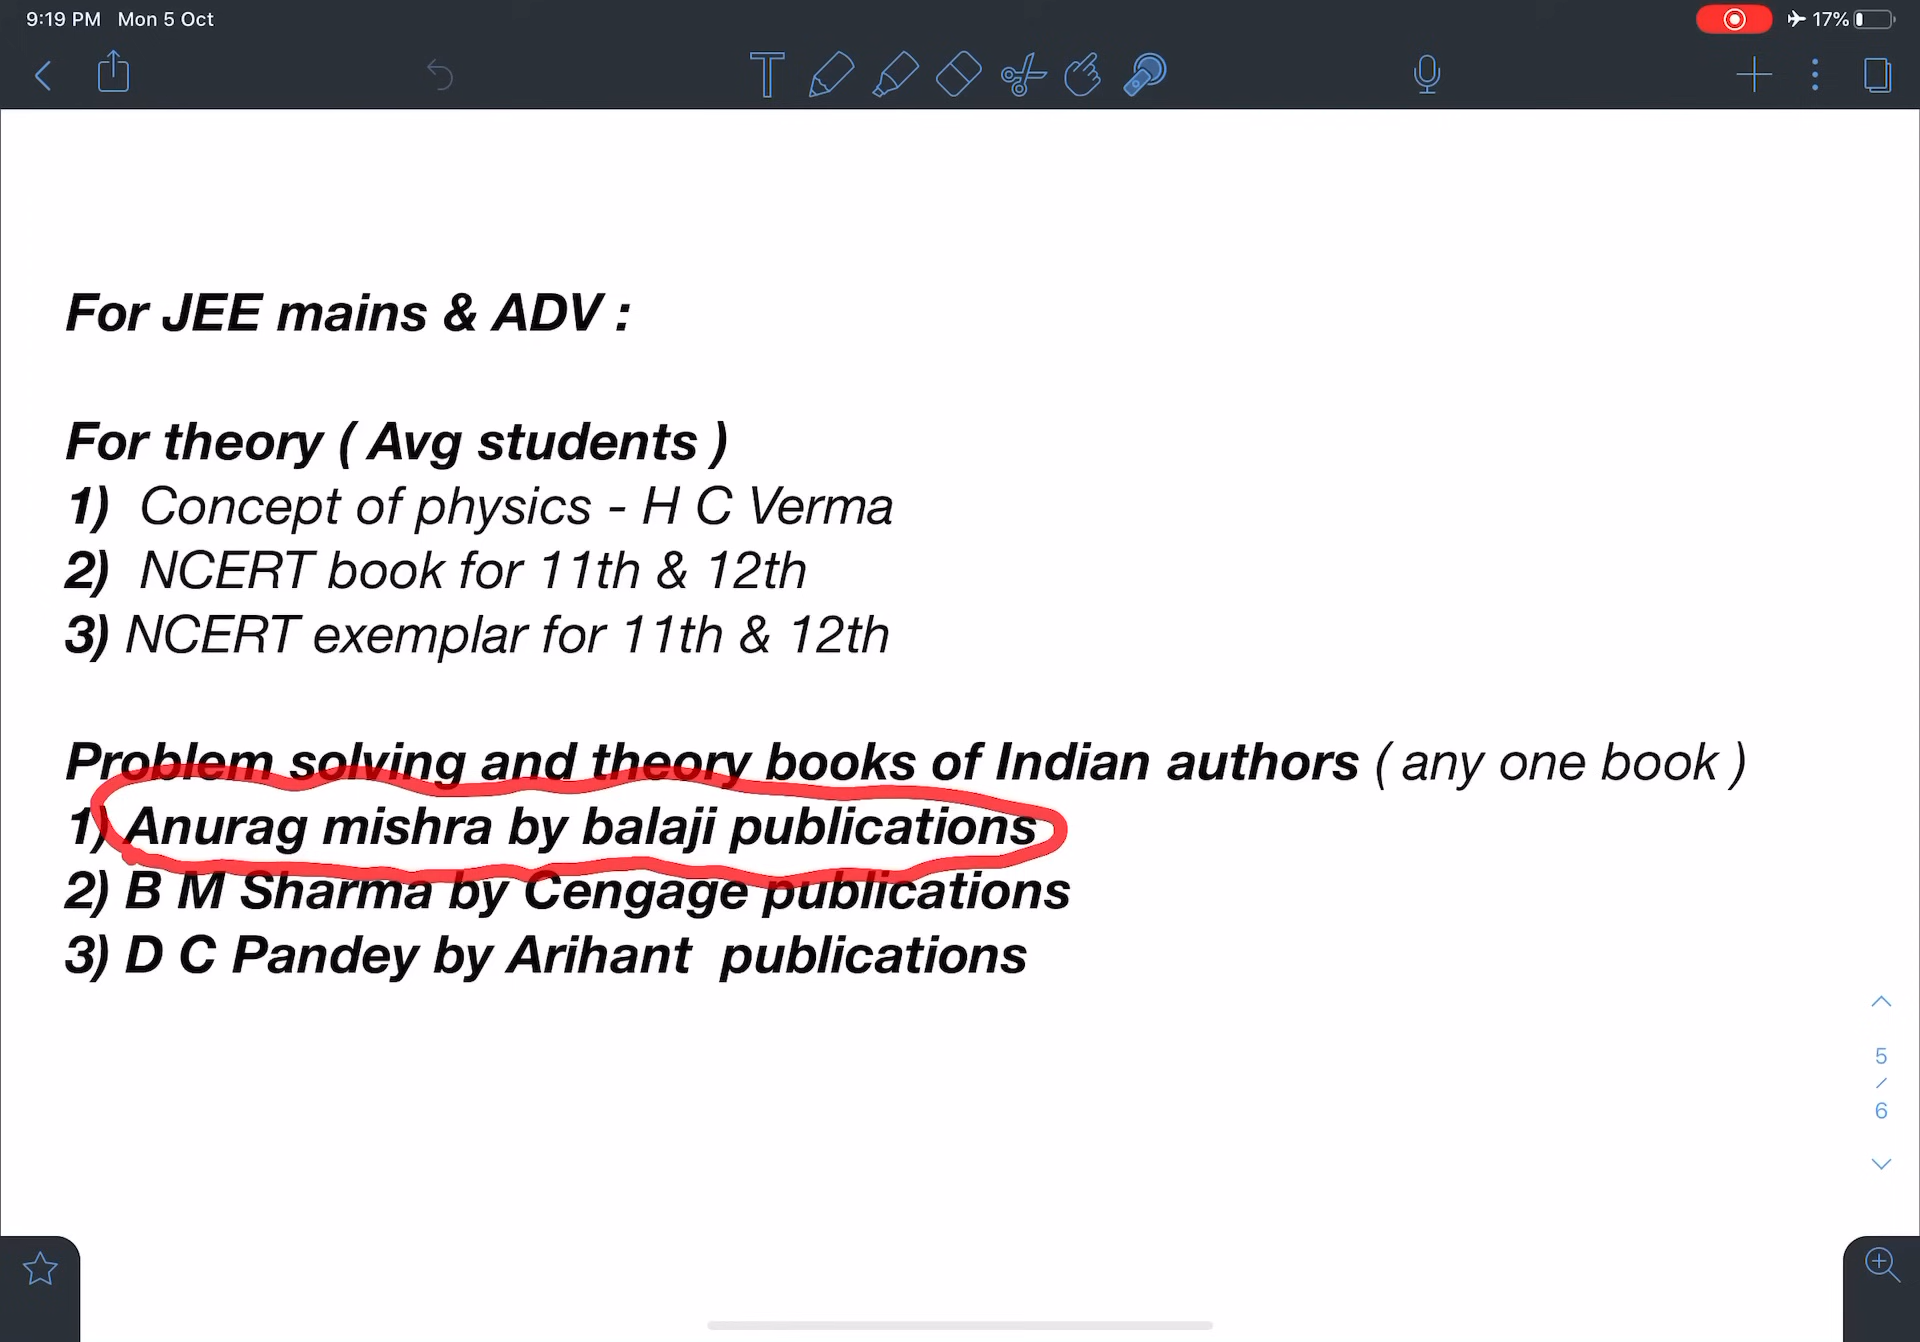 9:19 PM Mon 5 Oct
17%
T
For JEE mains & ADV :
For theory ( Avg students )
1) Concept of physics - H C Verma
2) NCERT book for 11th & 12th
3) NCERT exemplar for 11th & 12th
Problem solving and theory books of Indian authors ( any one book )
1) Anurag mishra by balaji publications
2) B M Sharma by Cengage publications
3) D C Pandey by Arihant publications
5
/
6